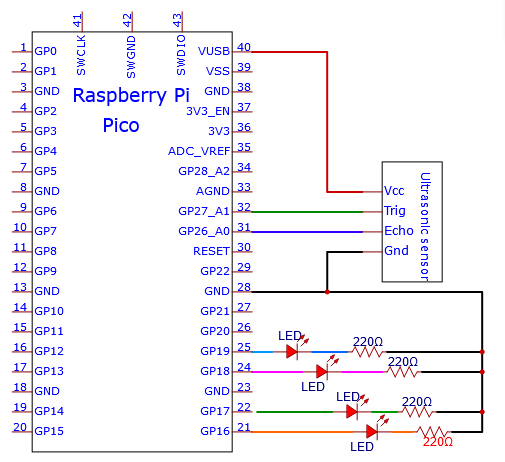 41 42 43
SWCLK SWGND SWDIO
1 GP0 VUSB 40
2 GP1 VSS 39
3 GND GND 38
Raspberry Pi
4 GP2 3V3_EN 37
Pico
5 GP3 3V3 36
6 GP4 ADC_VREF 35
7 GP5 GP28_A2 34
8 GND AGND 33 Vcc
9 GP6 GP27_A1 32 Trig
10 GP7 GP26_A0 31 Echo
11 GP8 RESET 30 Gnd
Ultrasonic sensor
12 GP9 GP22 29
13 GND GND 28
14 GP10 GP21 27
15 GP11 GP20 26
LED 220Ω
16 GP12 GP19 25
220Ω
17 GP13 GP18 24
LED
18 GND GND 23
LED 220Ω
19 GP14 GP17 22
20 GP15 GP16 21
LED 220Ω